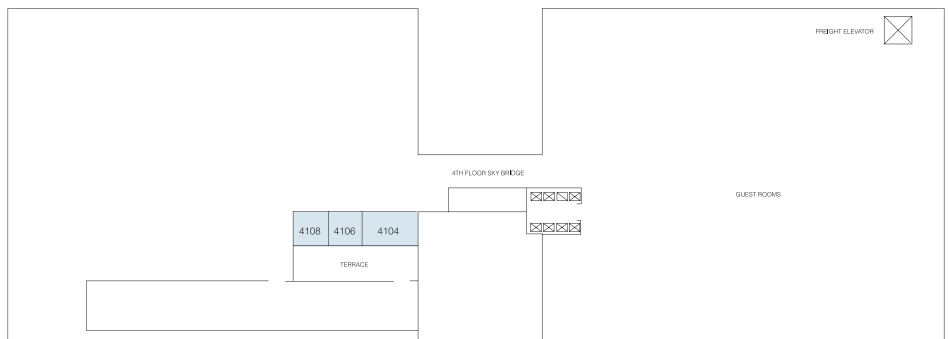 FREIGHT ELEVATOR
4TH FLOOR SKY BRIDGE
GUEST ROOMS
4108
4106
4104
TERRACE